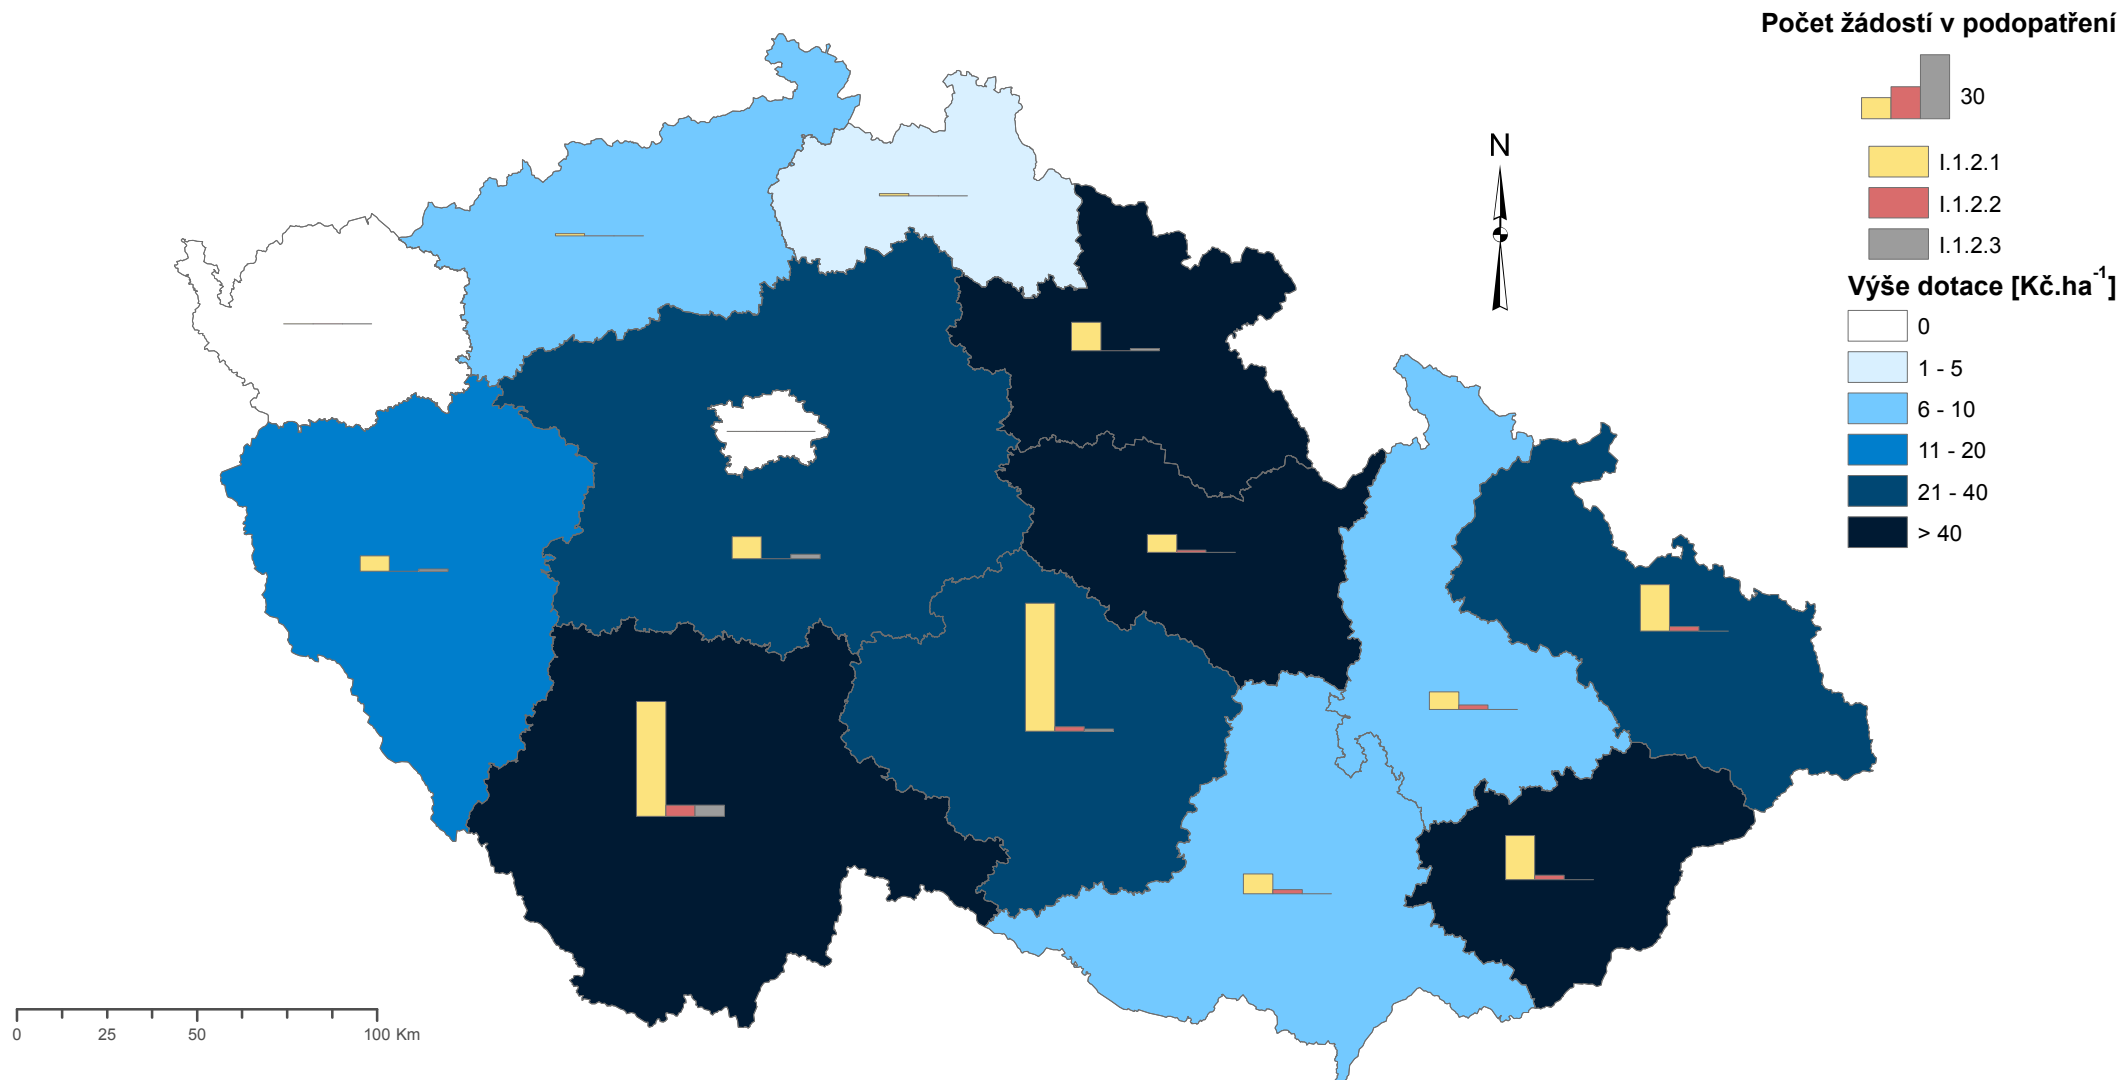 Počet žádostí v podopatření
30
I.1.2.1
I.1.2.2
I.1.2.3
Výše dotace [Kč.ha-1]
0
1 - 5
6 - 10
11 - 20
21 - 40
> 40
N
0 25 50 100 Km